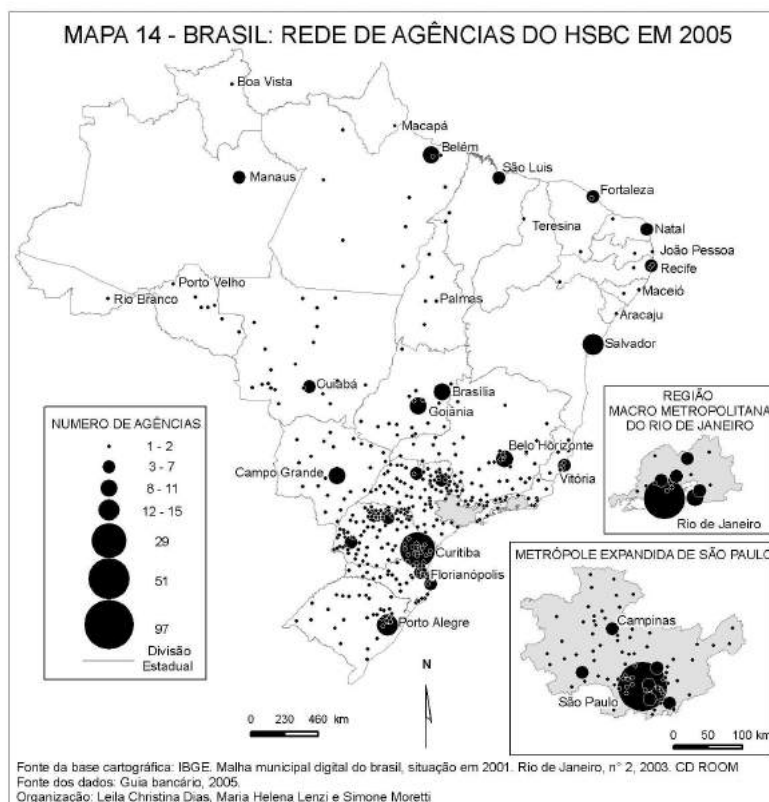 MAPA 14 - BRASIL: REDE DE AGÊNCIAS DO HSBC EM 2005
Boa Vista
Macapá
Belém
São Luis
Manaus
Fortaleza
Teresina
Natal
João Pessoa
Recife
Porto Velho
Rio Branco
Palmas
Maceió
Aracaju
Salvador
Cuiabá
Brasília
Goiânia
Belo Horizonte
Vitória
Campo Grande
Curitiba
Florianópolis
Porto Alegre
NUMERO DE AGÊNCIAS
1 - 2
3 - 7
8 - 11
12 - 15
29
51
97
Divisão
Estadual
REGIÃO
MACRO METROPOLITANA
DO RIO DE JANEIRO
Rio de Janeiro
METRÓPOLE EXPANDIDA DE SÃO PAULO
Campinas
São Paulo
0 50 100 km
N
0 230 460 km
Fonte da base cartográfica: IBGE. Malha municipal digital do brasil, situação em 2001. Rio de Janeiro, n° 2, 2003. CD ROOM
Fonte dos dados: Guia bancário, 2005.
Organização: Leila Christina Dias, Maria Helena Lenzi e Simone Moretti